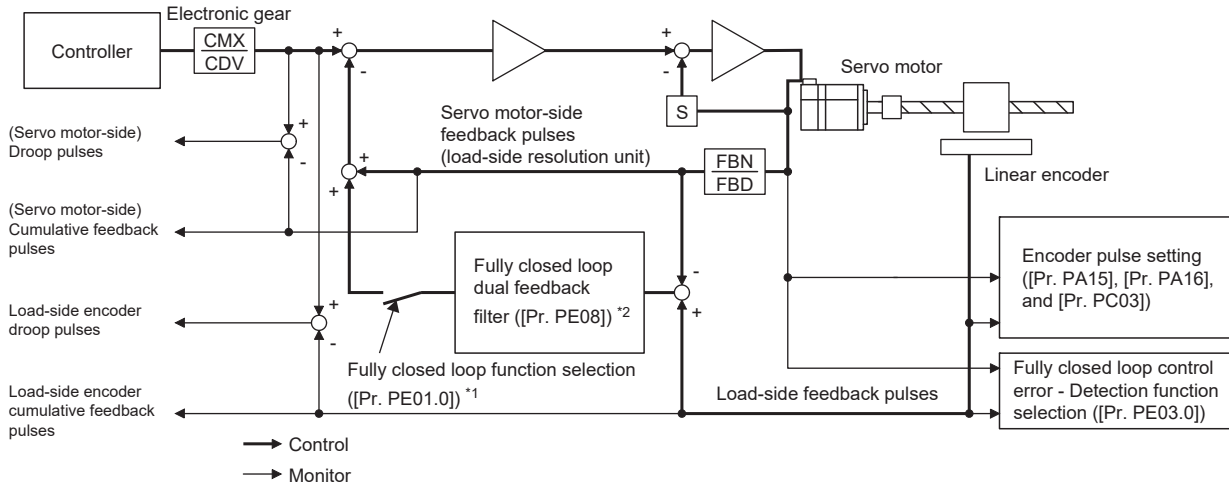 Electronic gear
Controller
CMX
CDV
+
-
+
-
S
Servo motor
Servo motor-side
feedback pulses
(load-side resolution unit)
FBN
FBD
Linear encoder
(Servo motor-side)
Droop pulses
+
-
+
+
(Servo motor-side)
Cumulative feedback
pulses
Fully closed loop
dual feedback
filter ([Pr. PE08]) *2
-
+
Encoder pulse setting
([Pr. PA15], [Pr. PA16],
and [Pr. PC03])
Load-side encoder
droop pulses
+
-
Fully closed loop function selection
([Pr. PE01.0]) *1
Load-side feedback pulses
Fully closed loop control
error - Detection function
selection ([Pr. PE03.0])
Load-side encoder
cumulative feedback
pulses
Control
Monitor